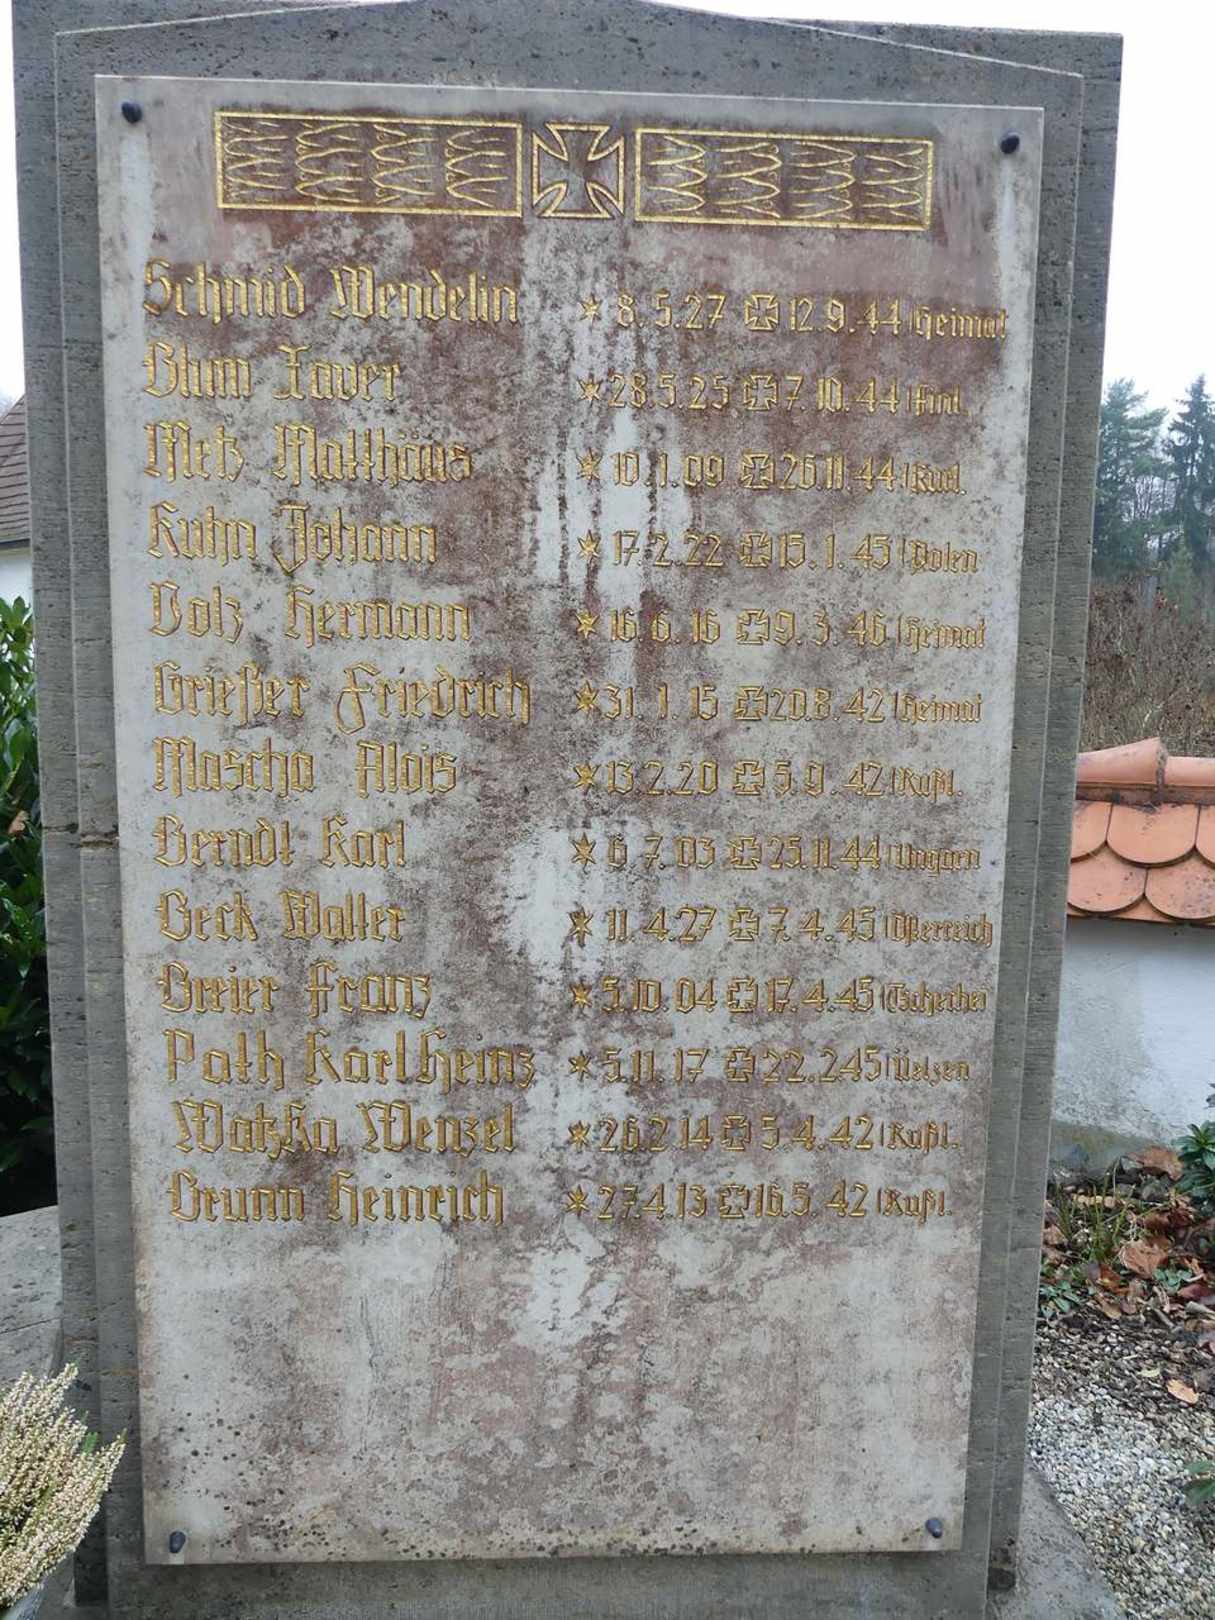 Schmid Wendelin * 8.5.27 ✠ 12.9.44 (Heimat
Blum Xaver * 28.5.25 ✠ 7.10.44 (Finl.
Metz Matthäus * 10.1.09 ✠ 26.11.44 (Kurl.
Kuhn Johann * 17.2.22 ✠ 15.1.45 (Polen
Volz Hermann * 16.6.16 ✠ 9.3.46 (Heimat
Grießer Friedrich * 31.1.15 ✠ 20.8.42 (Heimat
Mascha Alois * 13.2.20 ✠ 5.9.42 (Rußl.
Berndt Karl * 6.7.03 ✠ 25.11.44 (Ungarn
Beck Walter * 11.4.27 ✠ 7.4.45 (Österreich
Breier Franz * 5.10.04 ✠ 17.4.45 (Tschechei
Path Karl Heinz * 5.11.17 ✠ 22.2.45 (Üelzen
Watzka Wenzel * 26.2.14 ✠ 5.4.42 (Rußl.
Brunn Heinrich * 27.4.13 ✠ 16.5.42 (Rußl.